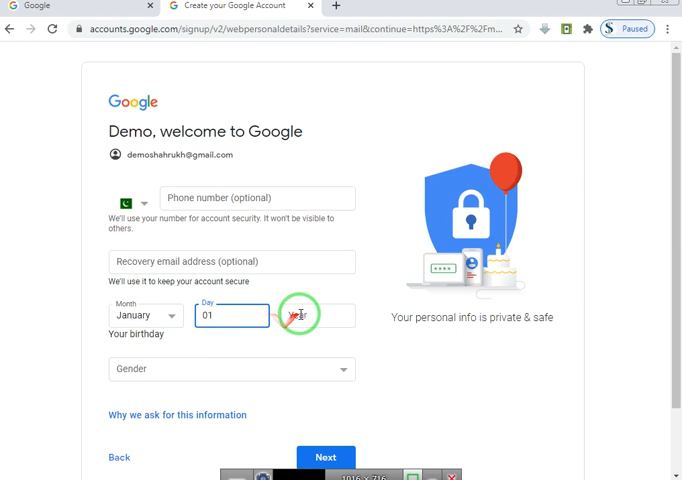 Google
Create your Google Account
accounts.google.com/signup/v2/webpersonaldetails?service=mail&continue=https%3A%2F%2Fm...
Paused
Google
Demo, welcome to Google
demoshahrukh@gmail.com
Phone number (optional)
We'll use your number for account security. It won't be visible to
others.
Recovery email address (optional)
We'll use it to keep your account secure
Month
Day
January
01
Year
Your birthday
Your personal info is private & safe
Gender
Why we ask for this information
Back
Next
1016 × 716